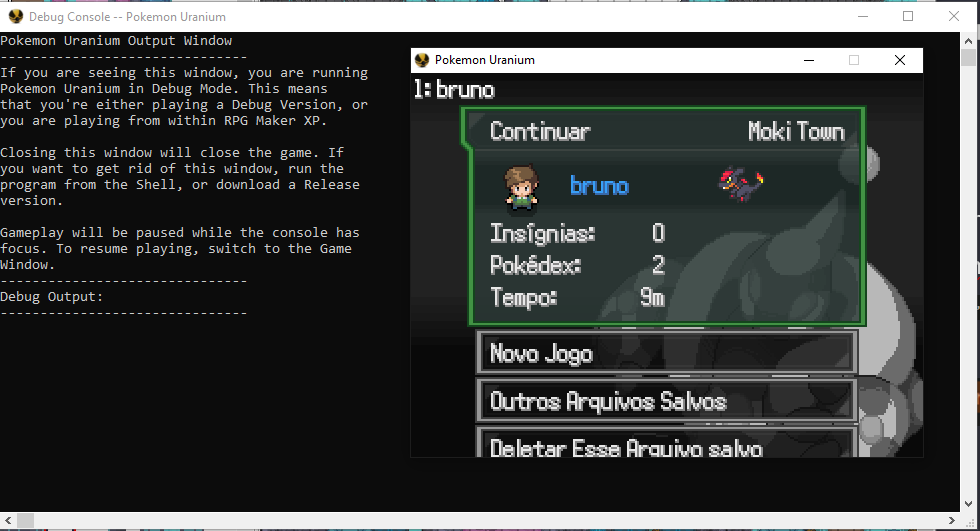 Debug Console -- Pokemon Uranium
Pokemon Uranium Output Window
-------------------------------
If you are seeing this window, you are running
Pokemon Uranium in Debug Mode. This means
that you're either playing a Debug Version, or
you are playing from within RPG Maker XP.
Closing this window will close the game. If
you want to get rid of this window, run the
program from the Shell, or download a Release
version.
Gameplay will be paused while the console has
focus. To resume playing, switch to the Game
Window.
-------------------------------
Debug Output:
-------------------------------
Pokemon Uranium
1: bruno
Continuar Moki Town
bruno
Insígnias: 0
Pokédex: 2
Tempo: 9m
Novo Jogo
Outros Arquivos Salvos
Deletar Esse Arquivo salvo